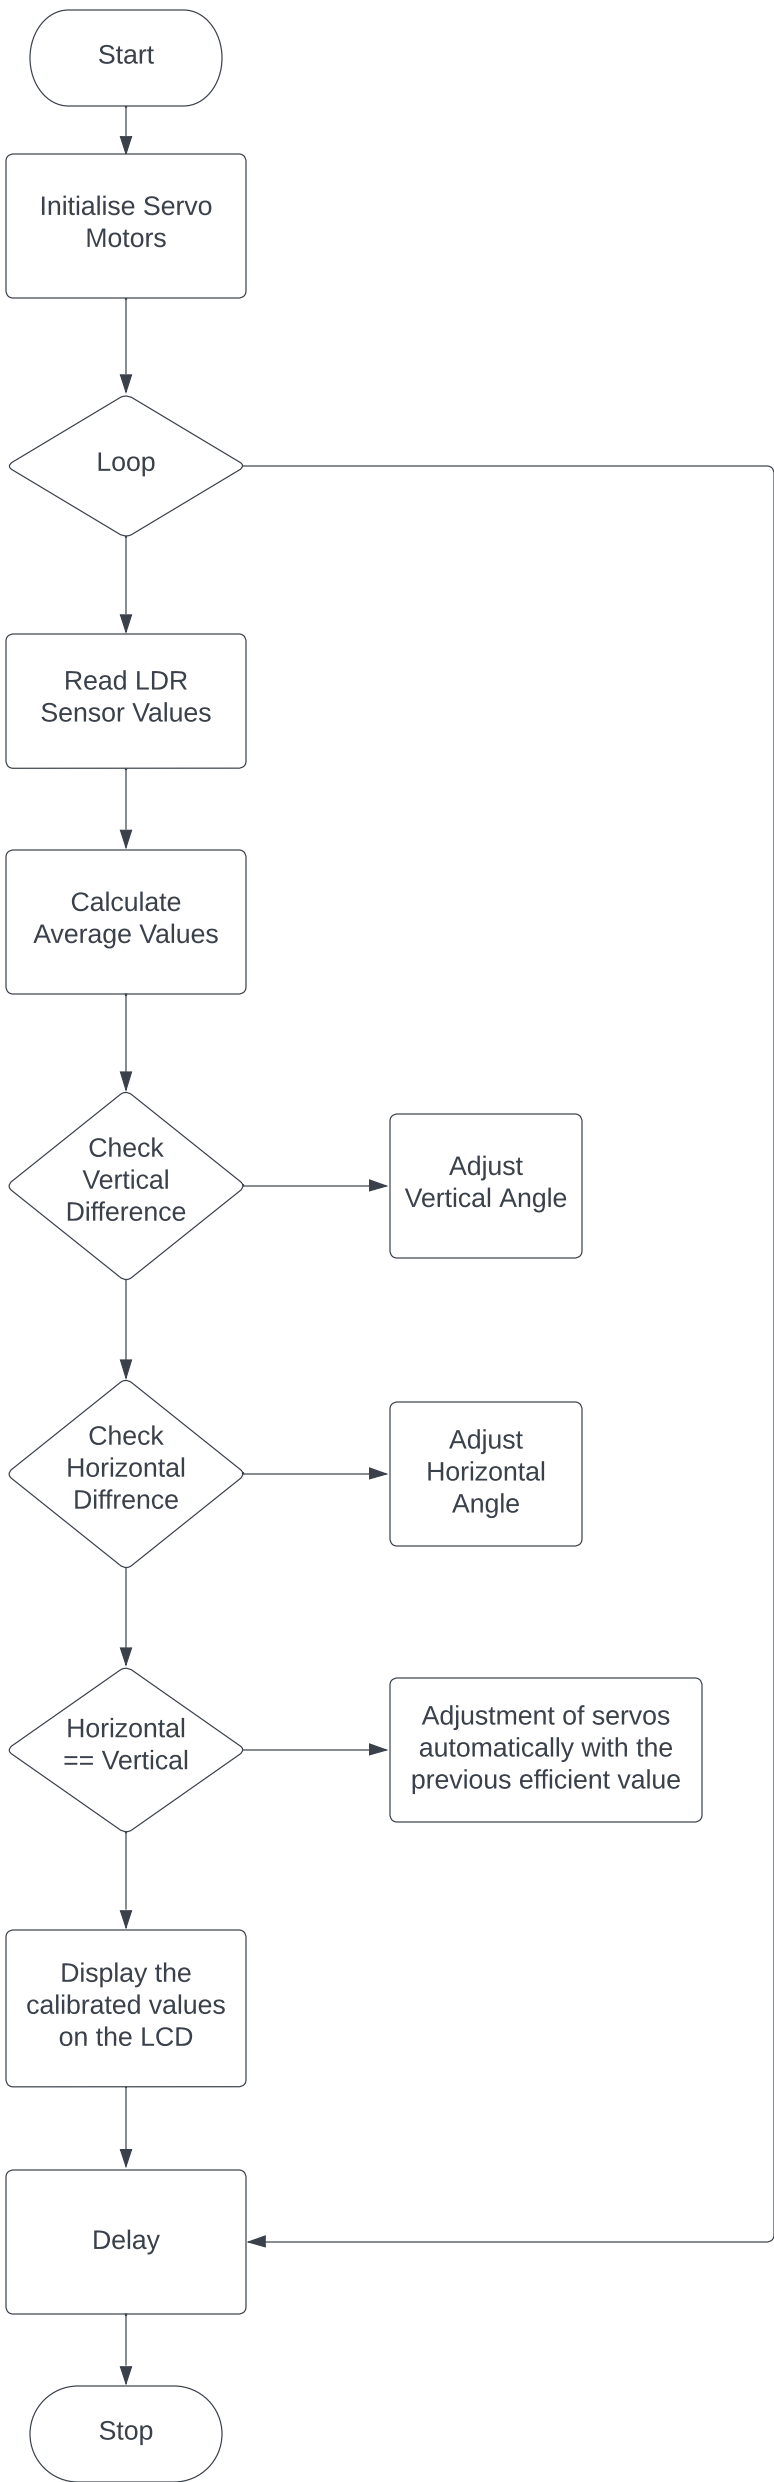 Start
Initialise Servo
Motors
Loop
Read LDR
Sensor Values
Calculate
Average Values
Check
Vertical
Difference
Adjust
Vertical Angle
Check
Horizontal
Diffrence
Adjust
Horizontal
Angle
Horizontal
== Vertical
Adjustment of servos
automatically with the
previous efficient value
Display the
calibrated values
on the LCD
Delay
Stop